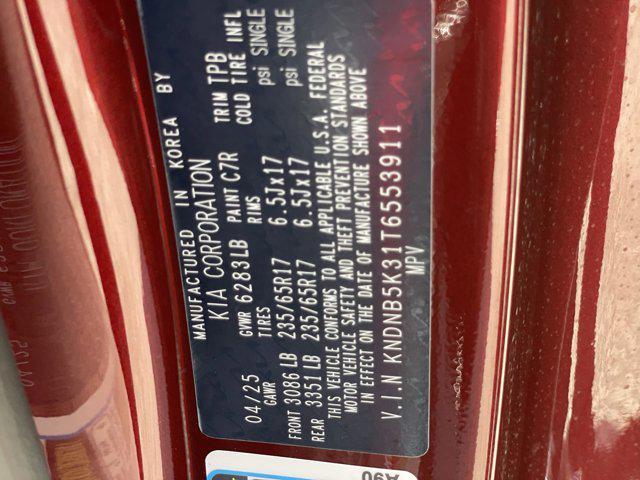 MANUFACTURED IN KOREA BY
KIA CORPORATION
04/25 GVWR 6283 LB PAINT C7R TRIM TPB
GAWR TIRES RIMS COLD TIRE INFL
FRONT 3086 LB 235/65R17 6.5Jx17 psi SINGLE
REAR 3351 LB 235/65R17 6.5Jx17 psi SINGLE
THIS VEHICLE CONFORMS TO ALL APPLICABLE U.S.A. FEDERAL
MOTOR VEHICLE SAFETY AND THEFT PREVENTION STANDARDS
IN EFFECT ON THE DATE OF MANUFACTURE SHOWN ABOVE
V.I.N KNDNB5K31T6553911
MPV
A90